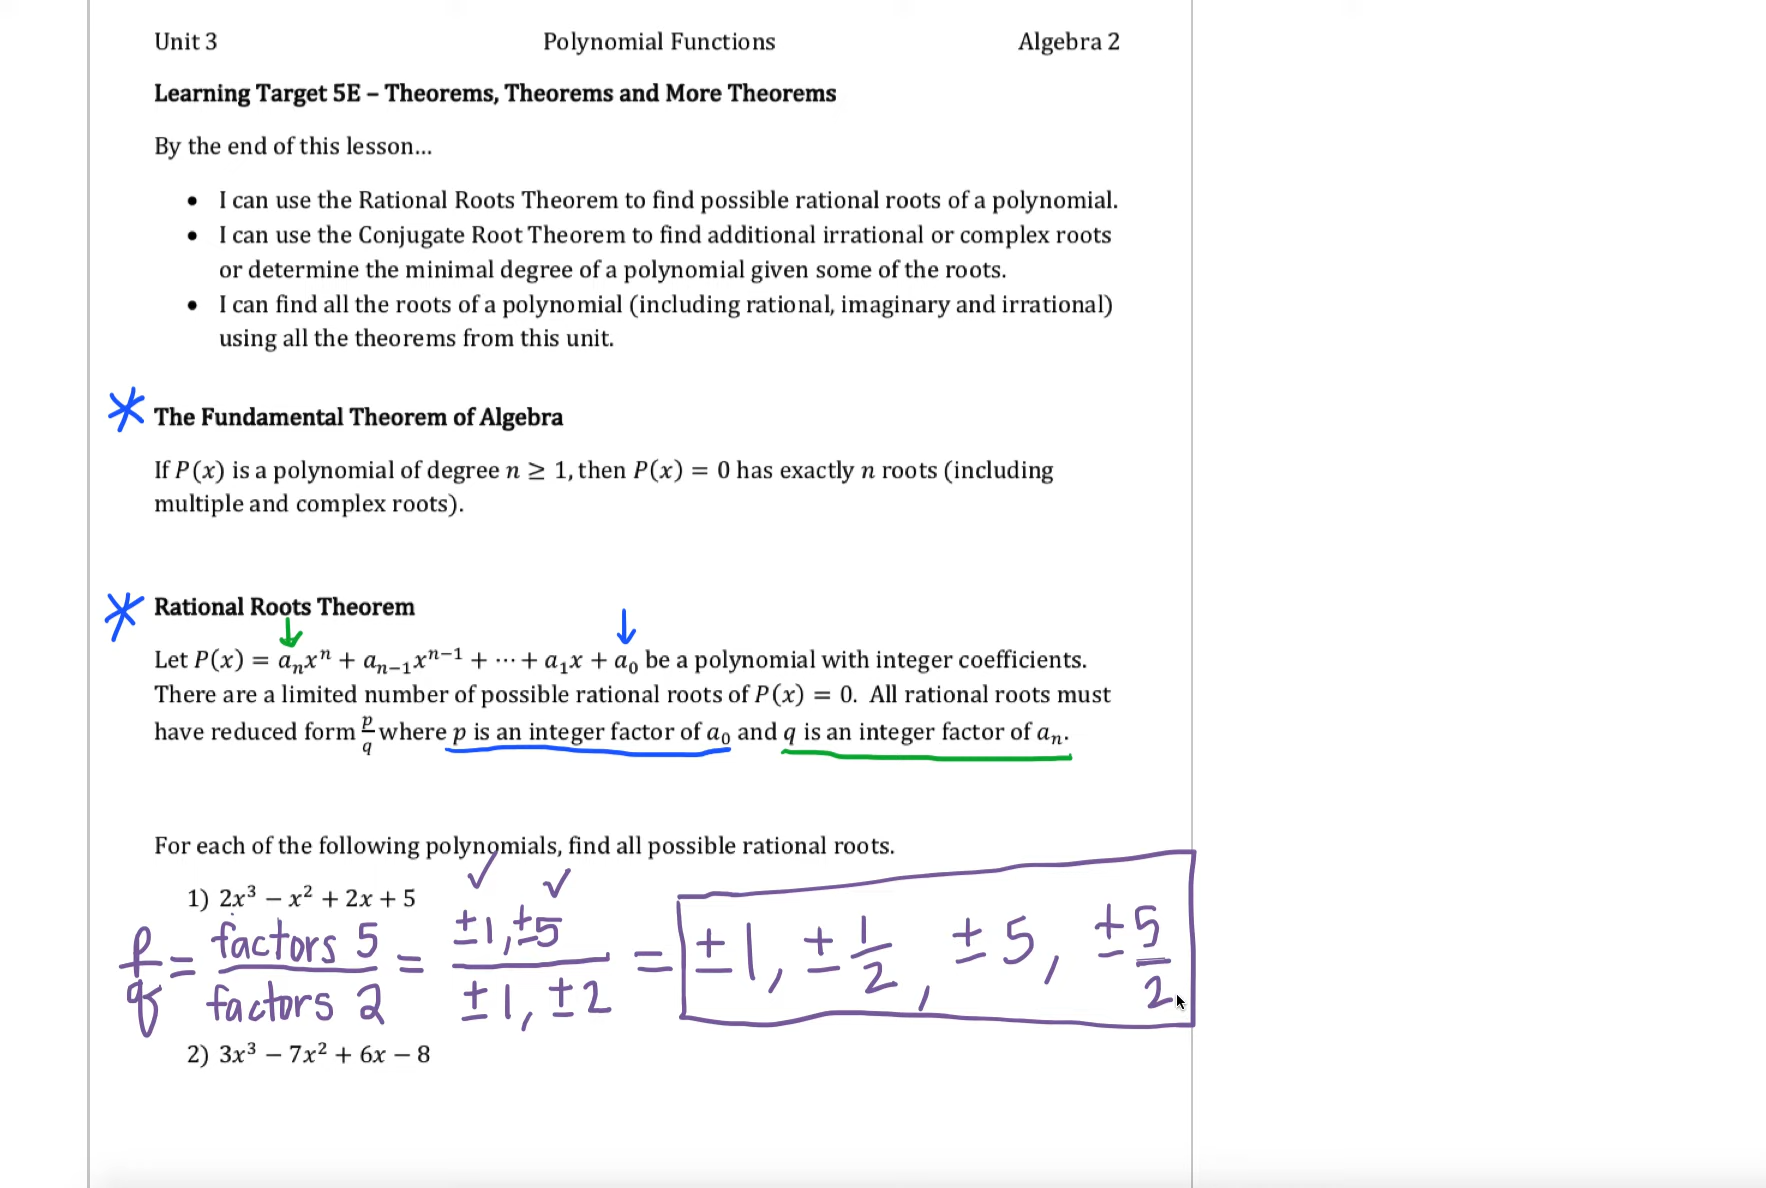 Unit 3 Polynomial Functions Algebra 2
Learning Target 5E – Theorems, Theorems and More Theorems
By the end of this lesson...
• I can use the Rational Roots Theorem to find possible rational roots of a polynomial.
• I can use the Conjugate Root Theorem to find additional irrational or complex roots
or determine the minimal degree of a polynomial given some of the roots.
• I can find all the roots of a polynomial (including rational, imaginary and irrational)
using all the theorems from this unit.
* The Fundamental Theorem of Algebra
If P(x) is a polynomial of degree n ≥ 1, then P(x) = 0 has exactly n roots (including
multiple and complex roots).
* Rational Roots Theorem
↓ ↓
Let P(x) = aₙxⁿ + aₙ₋₁xⁿ⁻¹ + ⋯ + a₁x + a₀ be a polynomial with integer coefficients.
There are a limited number of possible rational roots of P(x) = 0. All rational roots must
have reduced form p/q where p is an integer factor of a₀ and q is an integer factor of aₙ.
For each of the following polynomials, find all possible rational roots.
✓ ✓
1) 2x³ – x² + 2x + 5
p/q = factors 5/factors 2 = ±1, ±5/±1, ±2 = ±1, ±1/2, ±5, ±5/2
2) 3x³ – 7x² + 6x – 8